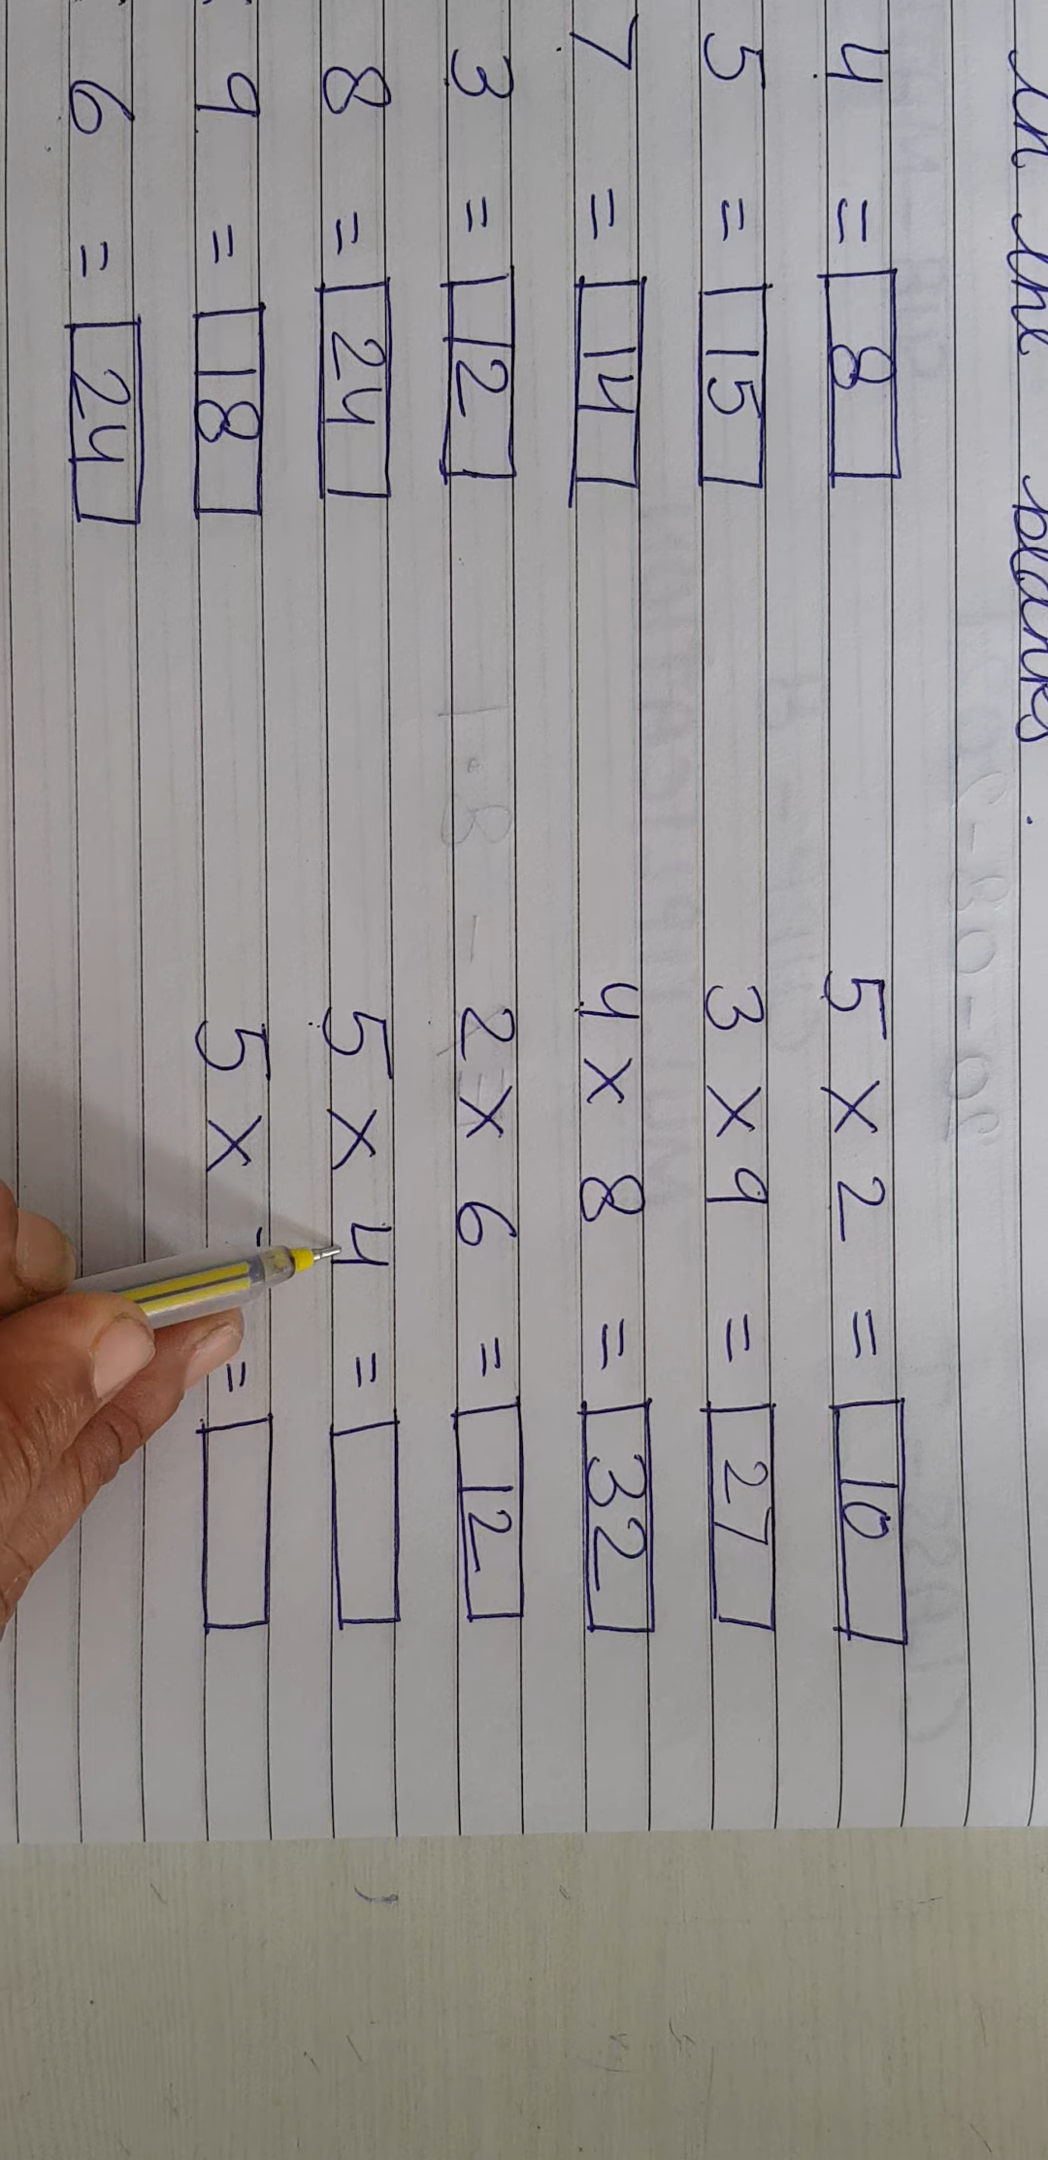 in the blanks.
4 = 8 5 x 2 = 10
5 = 15 3 x 9 = 27
7 = 14 4 x 8 = 32
3 = 12 2 x 6 = 12
8 = 24 5 x 4 =
9 = 18 5 x =
6 = 24